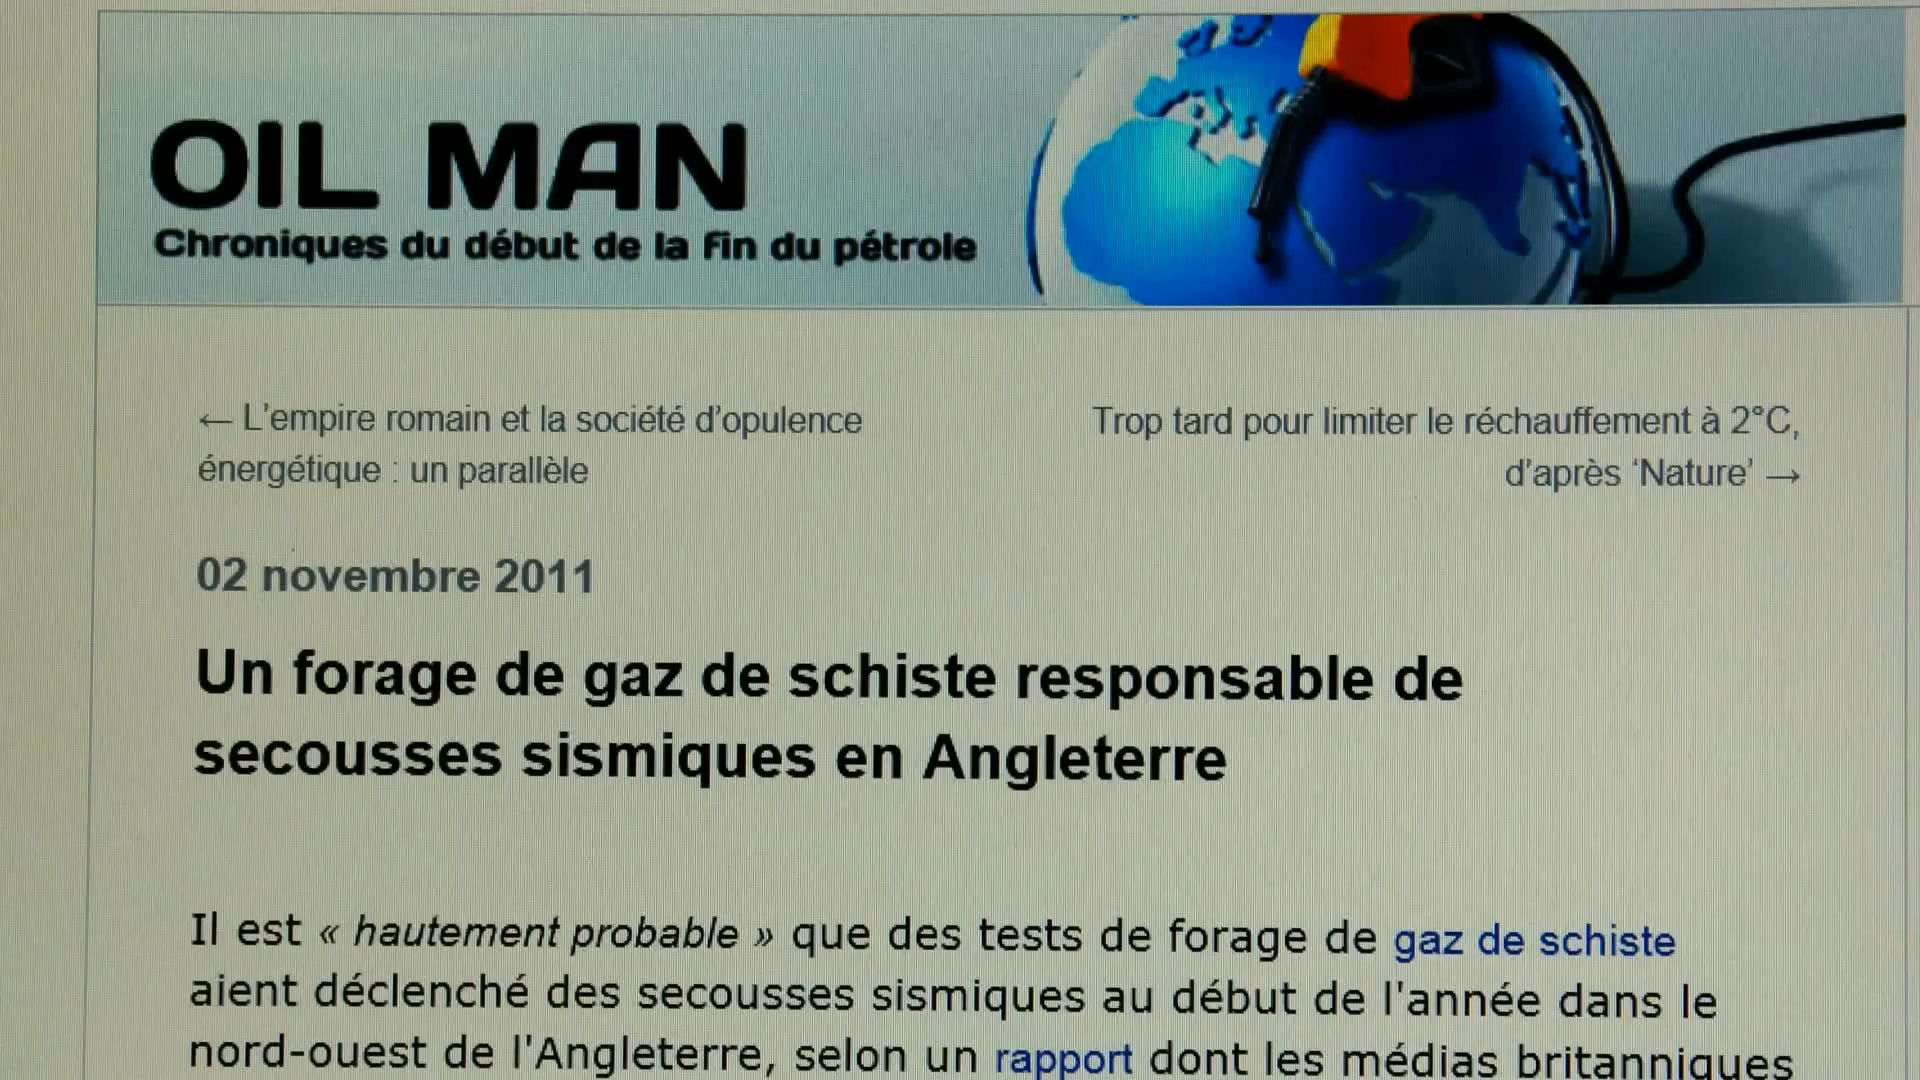 OIL MAN
Chroniques du début de la fin du pétrole
← L'empire romain et la société d'opulence
énergétique : un parallèle
Trop tard pour limiter le réchauffement à 2°C,
d'après ‘Nature’ →
02 novembre 2011
Un forage de gaz de schiste responsable de
secousses sismiques en Angleterre
Il est « hautement probable » que des tests de forage de gaz de schiste
aient déclenché des secousses sismiques au début de l'année dans le
nord-ouest de l'Angleterre, selon un rapport dont les médias britanniques